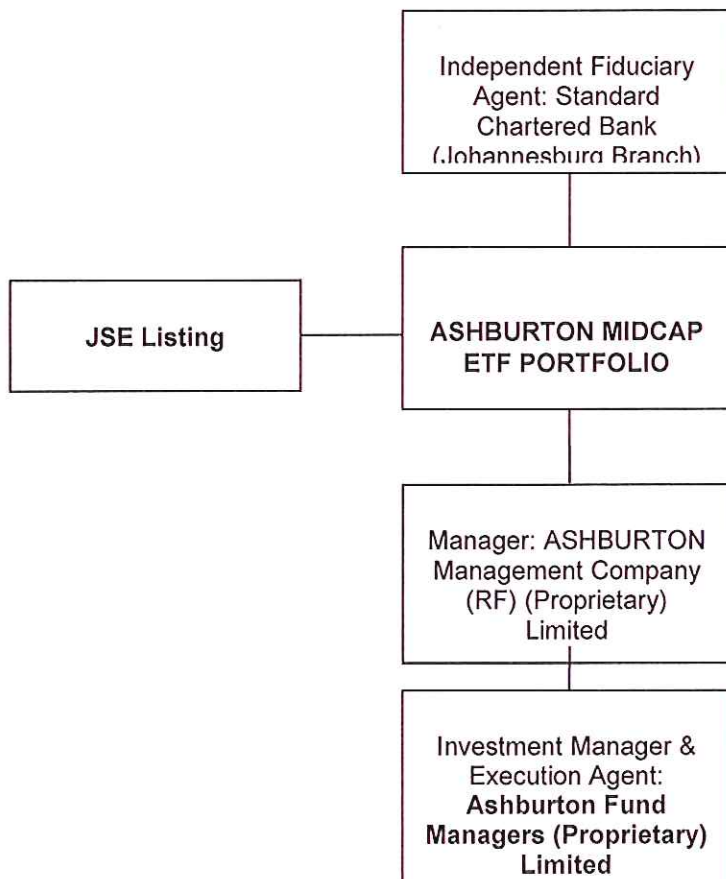 Independent Fiduciary
Agent: Standard
Chartered Bank
(Johannesburg Branch)
JSE Listing
ASHBURTON MIDCAP
ETF PORTFOLIO
Manager: ASHBURTON
Management Company
(RF) (Proprietary)
Limited
Investment Manager &
Execution Agent:
Ashburton Fund
Managers (Proprietary)
Limited